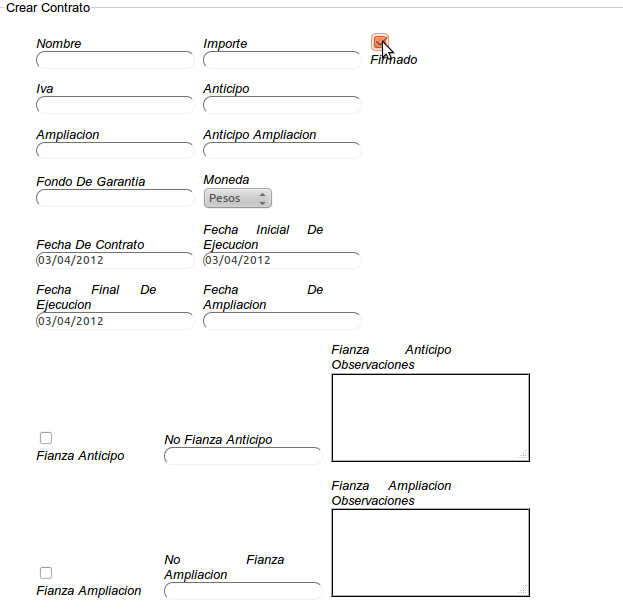 Crear Contrato
Nombre
Importe
Firmado
Iva
Anticipo
Ampliacion
Anticipo Ampliacion
Fondo De Garantia
Moneda
Pesos
Fecha De Contrato
03/04/2012
Fecha Inicial De
Ejecucion
03/04/2012
Fecha Final De
Ejecucion
03/04/2012
Fecha De
Ampliacion
Fianza Anticipo
No Fianza Anticipo
Fianza Anticipo
Observaciones
Fianza Ampliacion
No Fianza
Ampliacion
Fianza Ampliacion
Observaciones